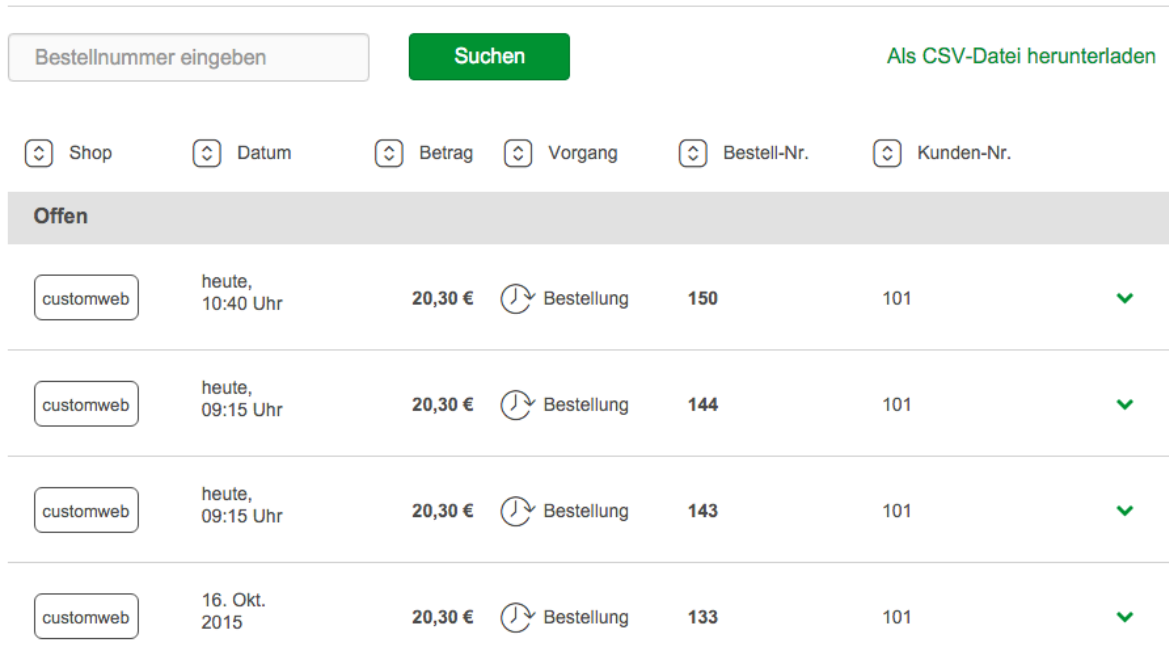 Bestellnummer eingeben Suchen Als CSV-Datei herunterladen
Shop Datum Betrag Vorgang Bestell-Nr. Kunden-Nr.
Offen
customweb heute, 10:40 Uhr 20,30 € Bestellung 150 101
customweb heute, 09:15 Uhr 20,30 € Bestellung 144 101
customweb heute, 09:15 Uhr 20,30 € Bestellung 143 101
customweb 16. Okt. 2015 20,30 € Bestellung 133 101